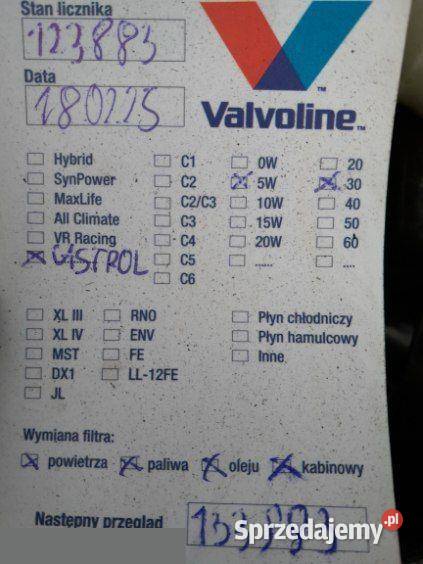 Stan licznika
123883
Data
18.02.25
Valvoline™
Hybrid
SynPower
MaxLife
All Climate
VR Racing
CASTROL
C1
C2
C2/C3
C3
C4
C5
C6
0W
5W
10W
15W
20W
......
20
30
40
50
60
....
XL III
XL IV
MST
DX1
JL
RNO
ENV
FE
LL-12FE
Płyn chłodniczy
Płyn hamulcowy
Inne
Wymiana filtra:
powietrza paliwa oleju kabinowy
Następny przegląd
133883
Sprzedajemy.pl